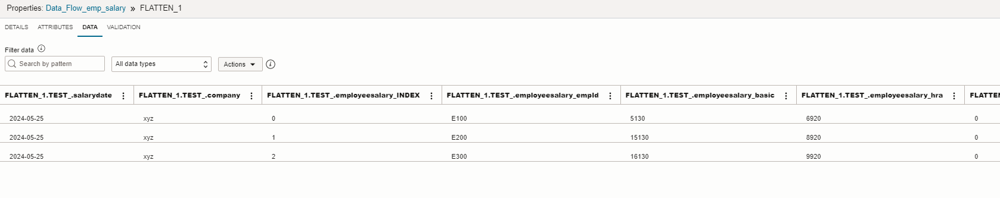 Properties: Data_Flow_emp_salary » FLATTEN_1
DETAILS ATTRIBUTES DATA VALIDATION
Filter data
Search by pattern All data types Actions
FLATTEN_1.TEST_.salarydate FLATTEN_1.TEST_.company FLATTEN_1.TEST_.employeesalary_INDEX FLATTEN_1.TEST_.employeesalary_empId FLATTEN_1.TEST_.employeesalary_basic FLATTEN_1.TEST_.employeesalary_hra FLATTEN
2024-05-25 xyz 0 E100 5130 6920 0
2024-05-25 xyz 1 E200 15130 8920 0
2024-05-25 xyz 2 E300 16130 9920 0